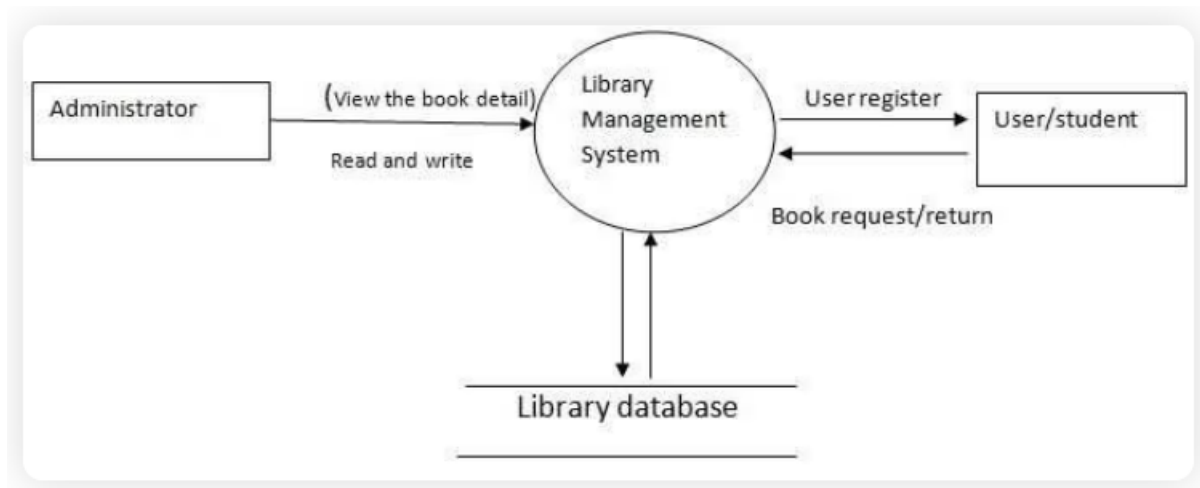 Administrator
(View the book detail)
Read and write
Library
Management
System
User register
User/student
Book request/return
Library database